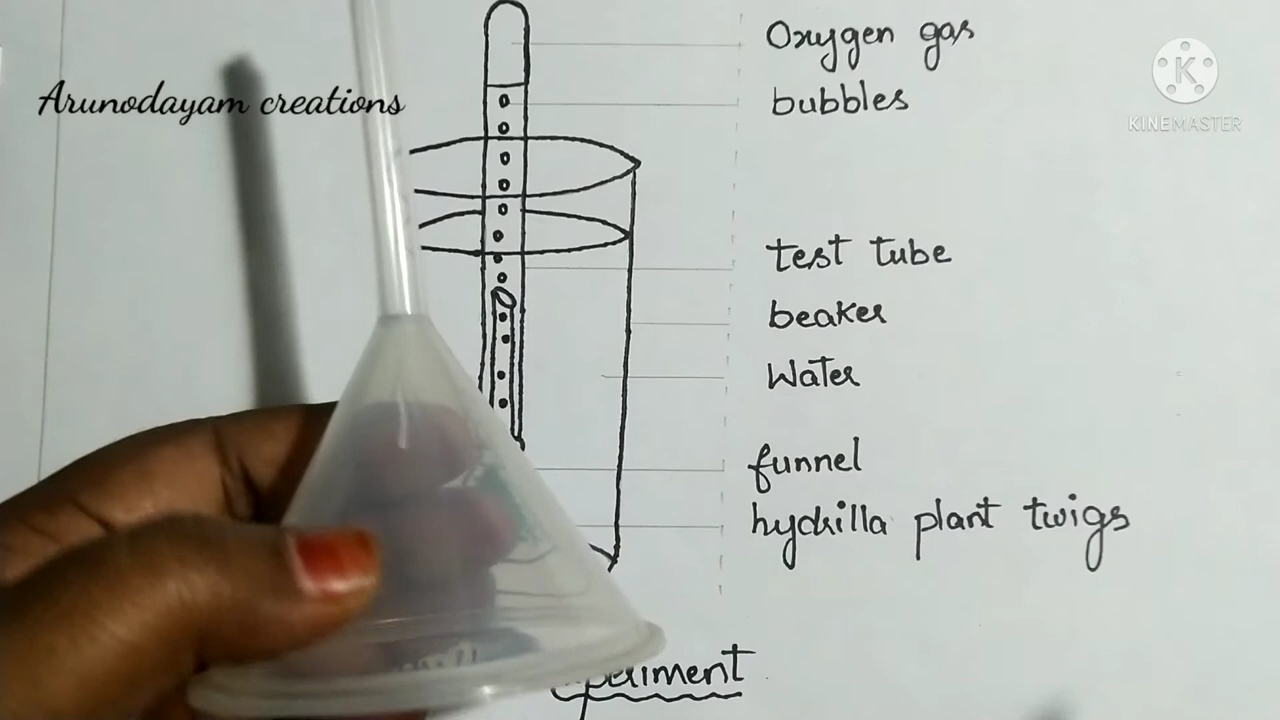 Oxygen gas
Arunodayam creations
bubbles
KINEMASTER
test tube
beaker
Water
funnel
hydrilla plant twigs